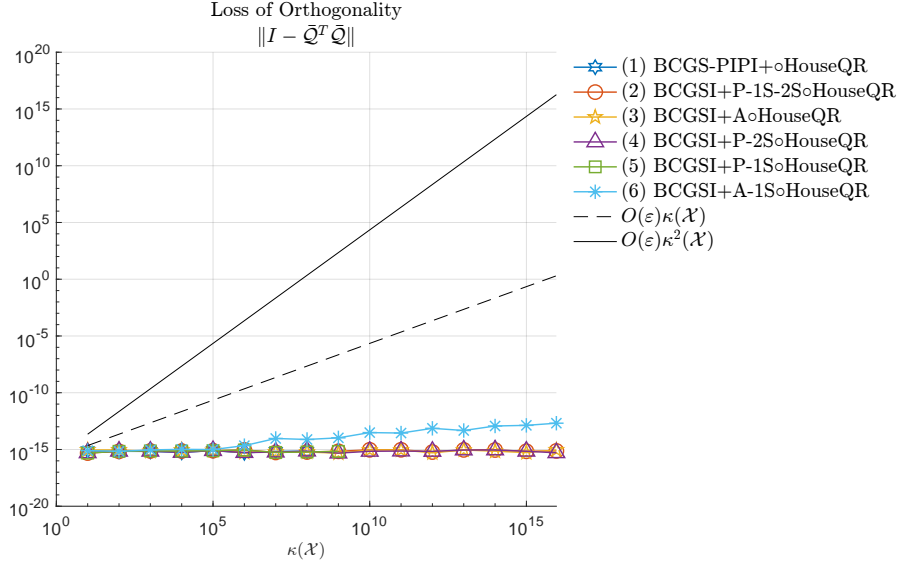 Loss of Orthogonality
‖I − Q̄ᵀQ̄‖
10²⁰
10¹⁵
10¹⁰
10⁵
10⁰
10⁻⁵
10⁻¹⁰
10⁻¹⁵
10⁻²⁰
10⁰ 10⁵ 10¹⁰ 10¹⁵
κ(𝒳)
(1) BCGS-PIPI+∘HouseQR
(2) BCGSI+P-1S-2S∘HouseQR
(3) BCGSI+A∘HouseQR
(4) BCGSI+P-2S∘HouseQR
(5) BCGSI+P-1S∘HouseQR
(6) BCGSI+A-1S∘HouseQR
O(ε)κ(𝒳)
O(ε)κ²(𝒳)